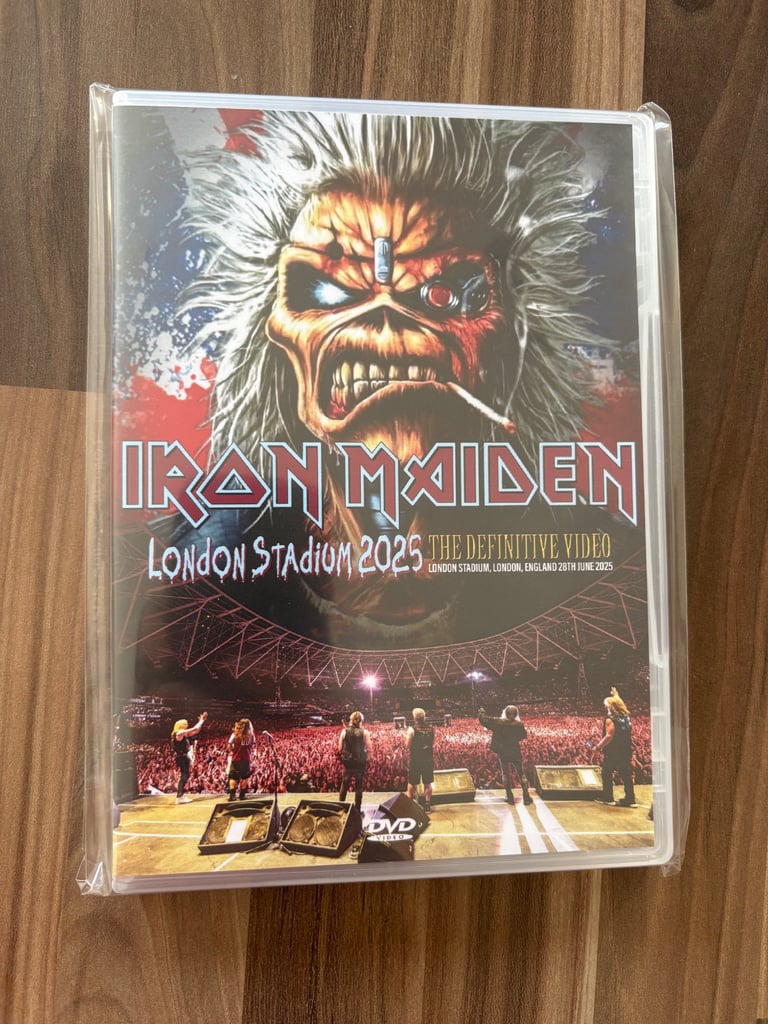 IRON MAIDEN
LONDON STADIUM 2025
THE DEFINITIVE VIDEO
LONDON STADIUM, LONDON, ENGLAND 28TH JUNE 2025
DVD
VIDEO